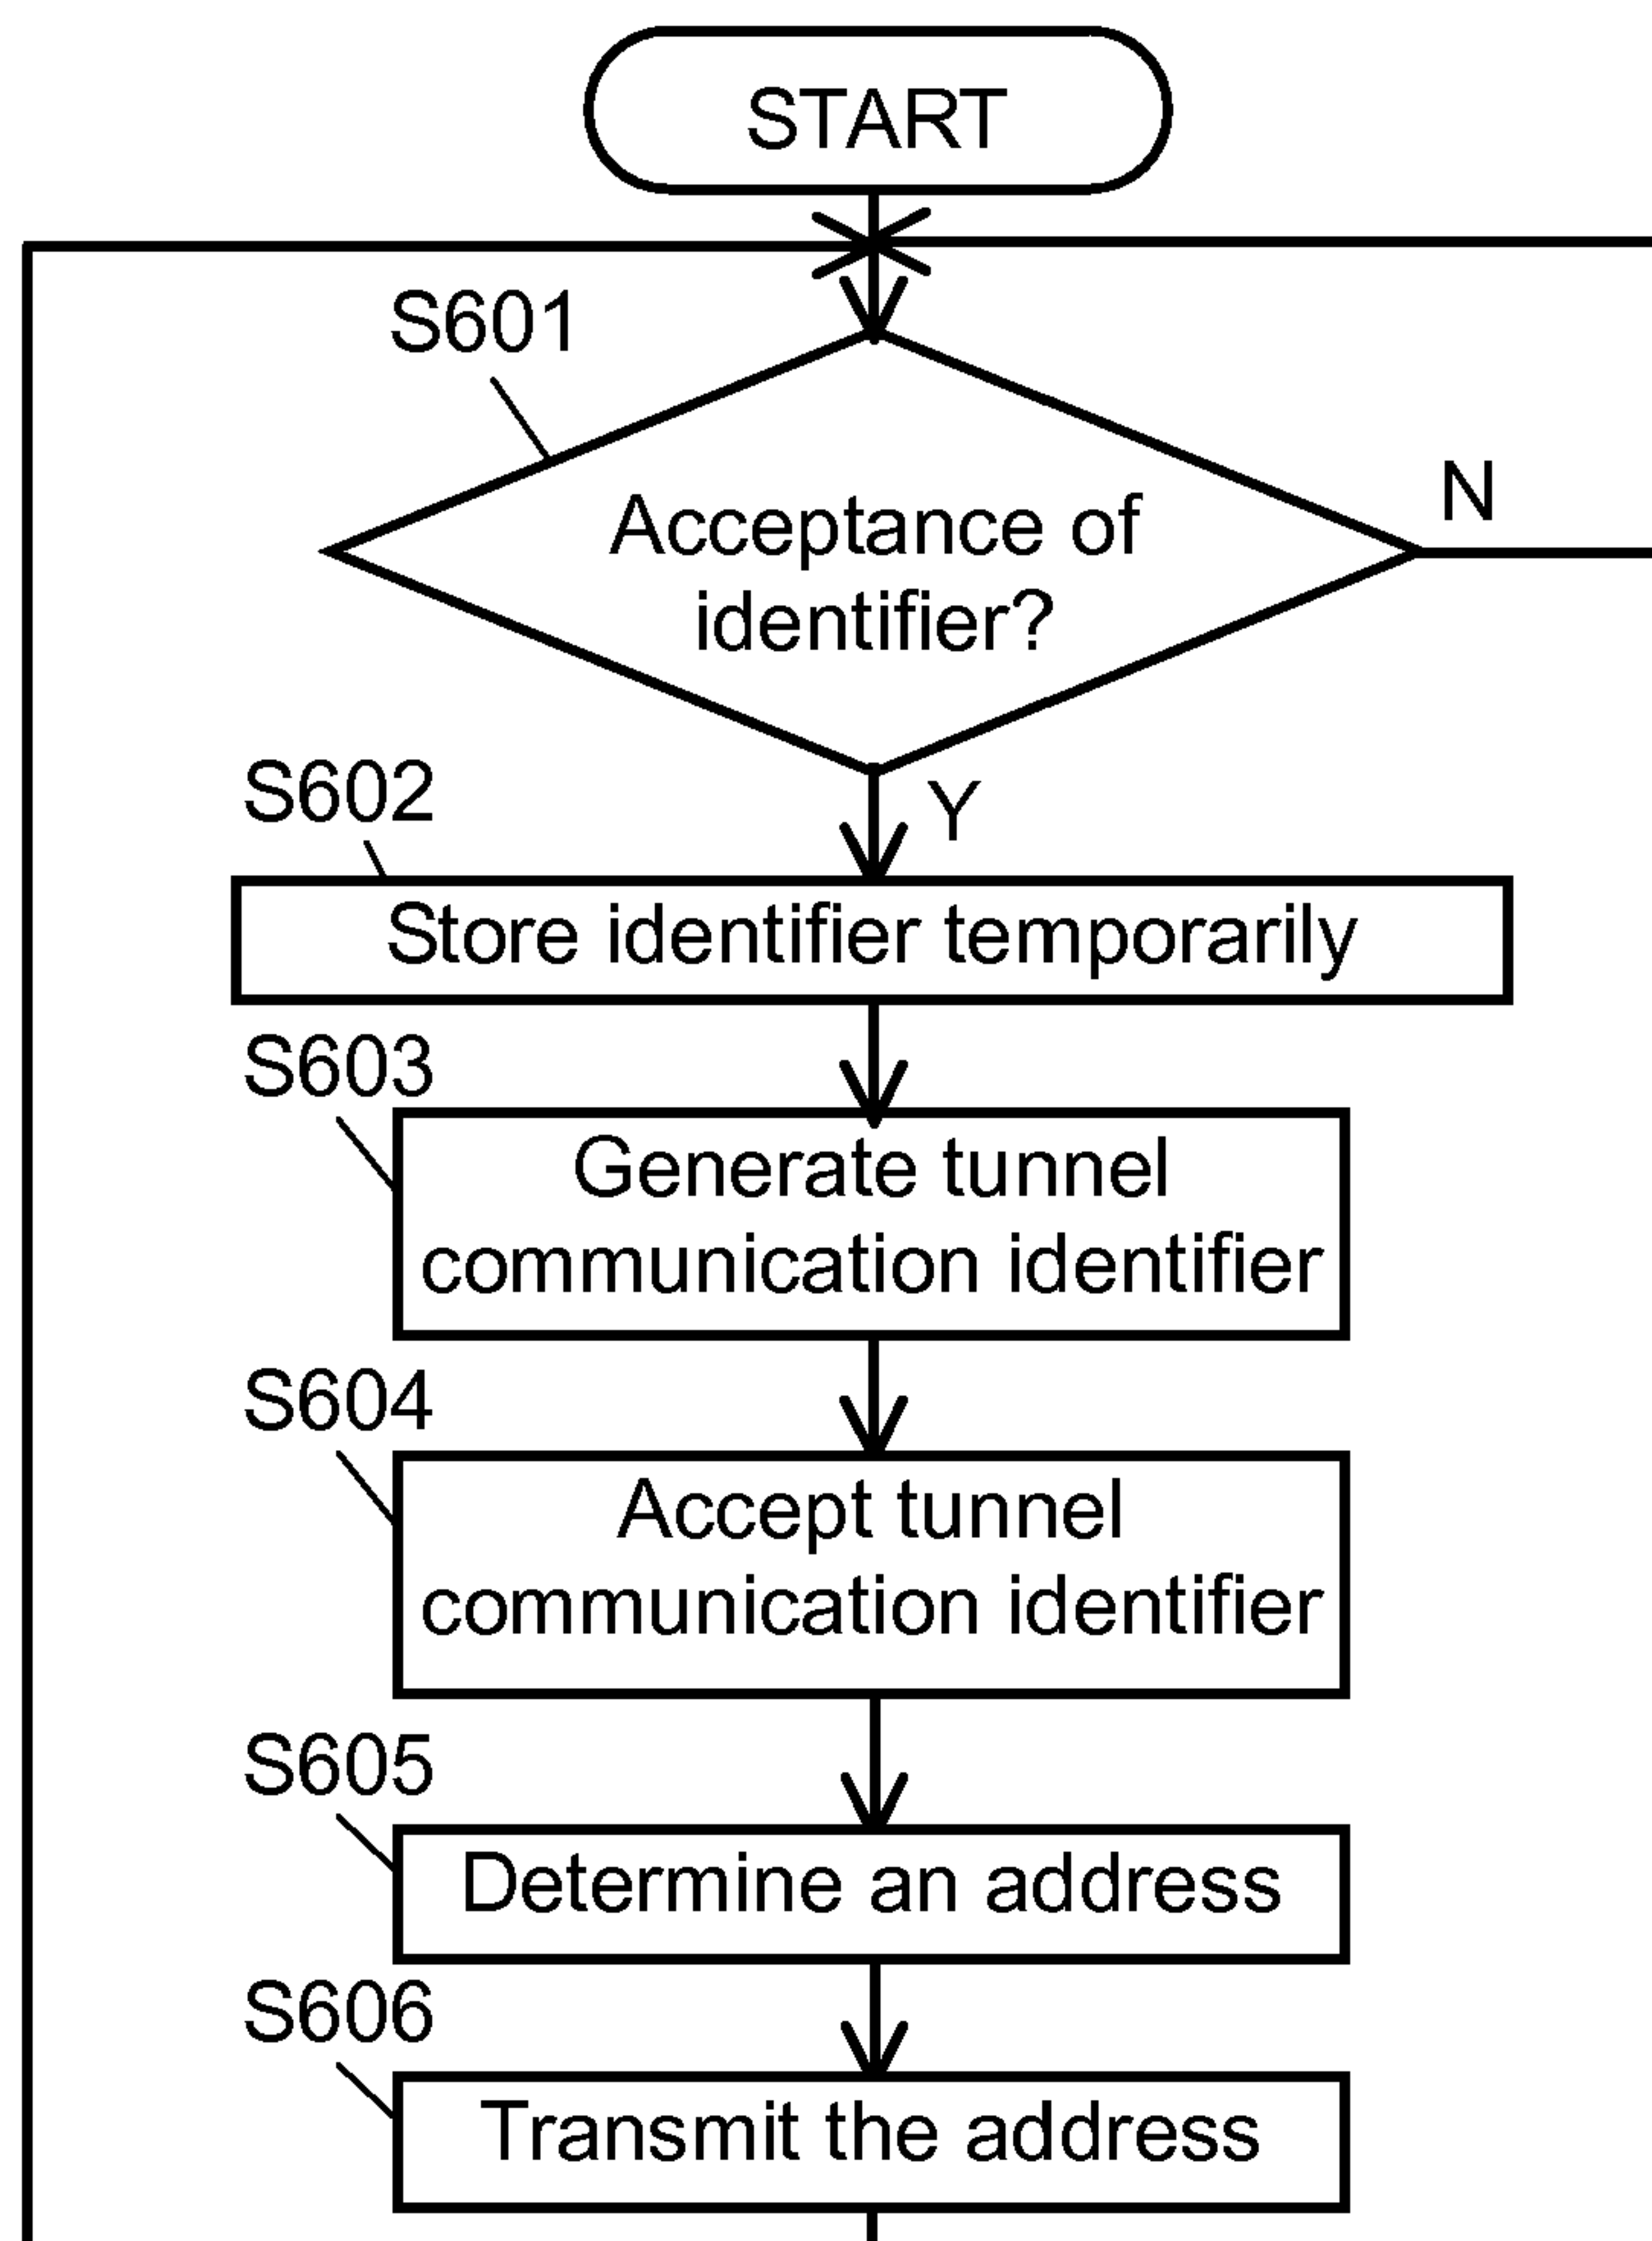 START
S601
Acceptance of
identifier?
N
Y
S602
Store identifier temporarily
S603
Generate tunnel
communication identifier
S604
Accept tunnel
communication identifier
S605
Determine an address
S606
Transmit the address